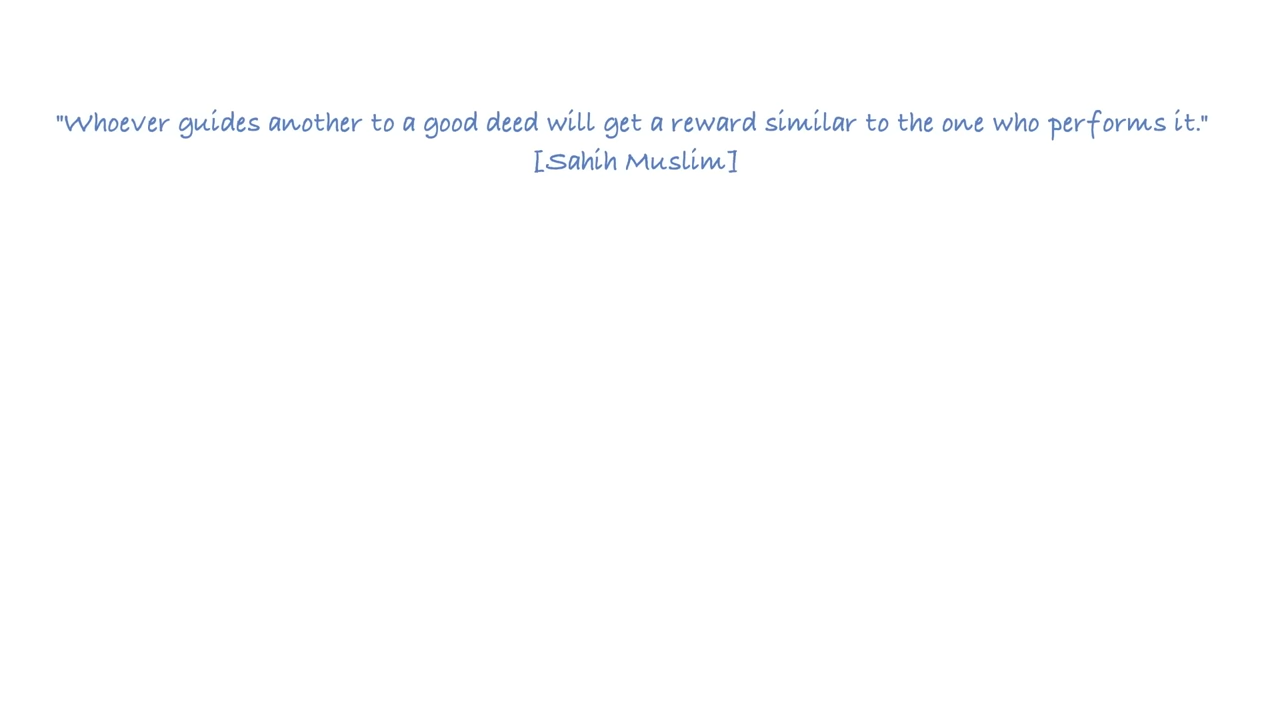 "Whoever guides another to a good deed will get a reward similar to the one who performs it."
[Sahih Muslim]